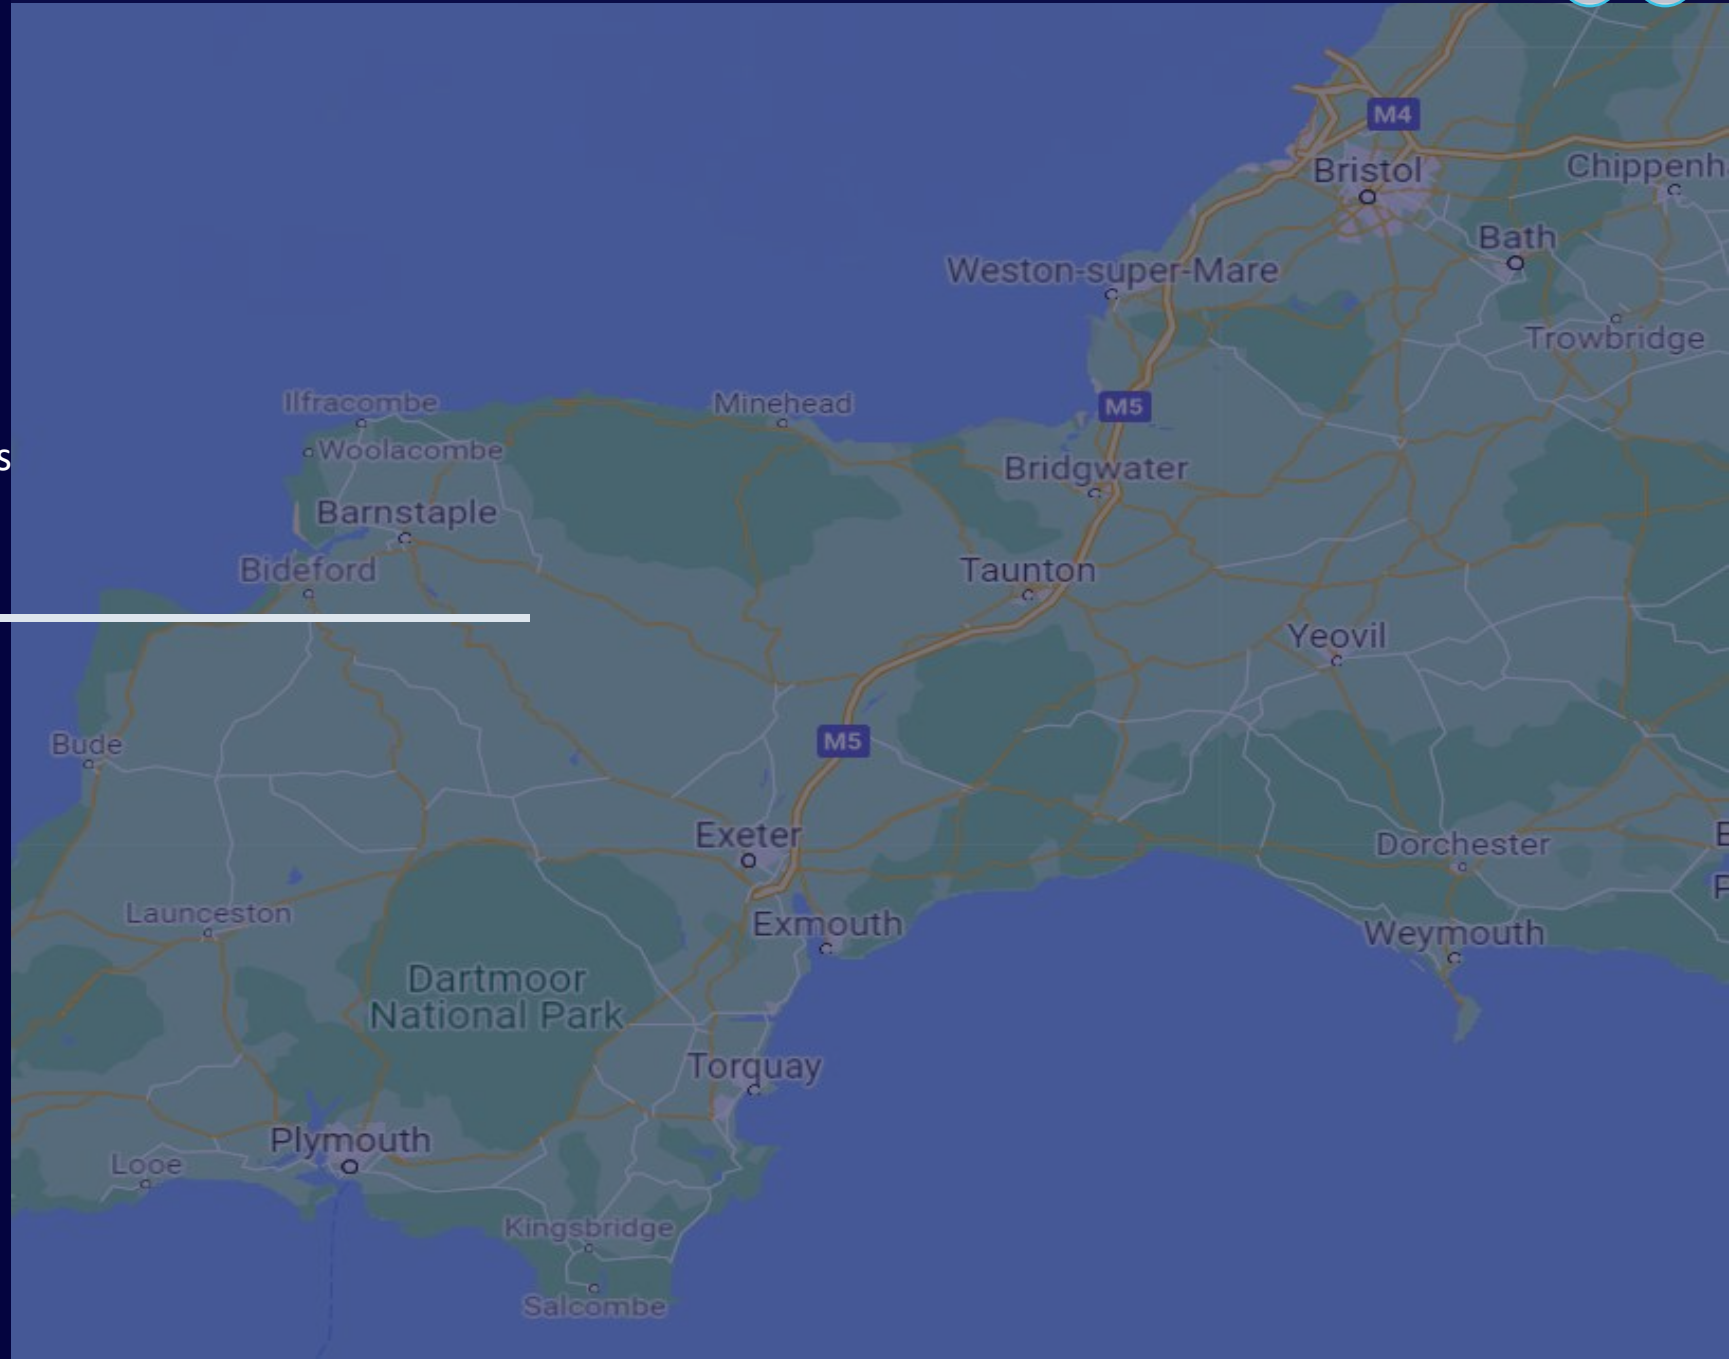 M4
Bristol
Chippenh
Bath
Weston-super-Mare
Trowbridge
Ilfracombe
Minehead
M5
s
Woolacombe
Bridgwater
Barnstaple
Bideford
Taunton
Yeovil
M5
Bude
Exeter
Dorchester
E
P
Launceston
Exmouth
Weymouth
Dartmoor
National Park
Torquay
Plymouth
Looe
Kingsbridge
Salcombe